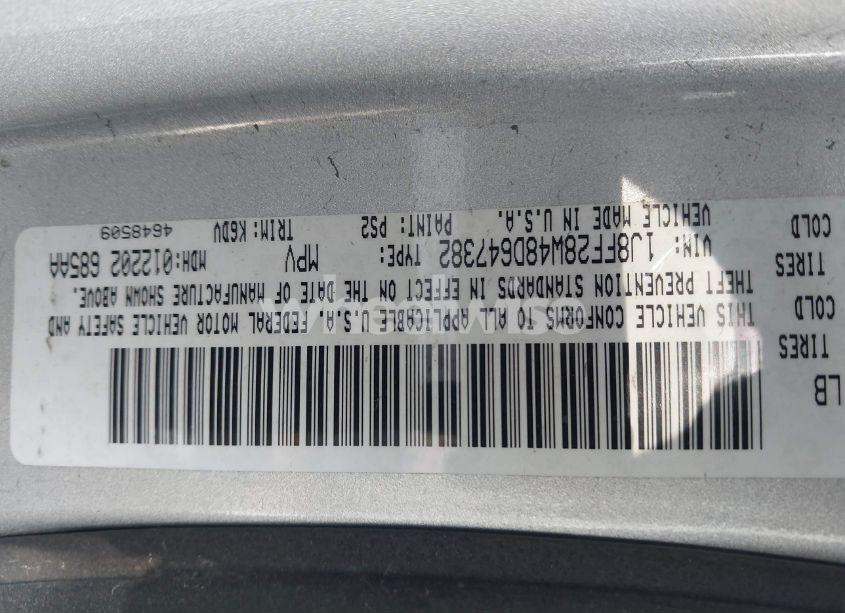 LB
TIRES
COLD
TIRES
COLD
THIS VEHICLE CONFORMS TO ALL APPLICABLE U.S.A. FEDERAL MOTOR VEHICLE SAFETY AND
THEFT PREVENTION STANDARDS IN EFFECT ON THE DATE OF MANUFACTURE SHOWN ABOVE.
VIN: 1J8FF28W48D647382 TYPE: MPV MDH:012202 685AA
VEHICLE MADE IN U.S.A. PAINT: PS2 TRIM: K6DV 4648509
wheelwise